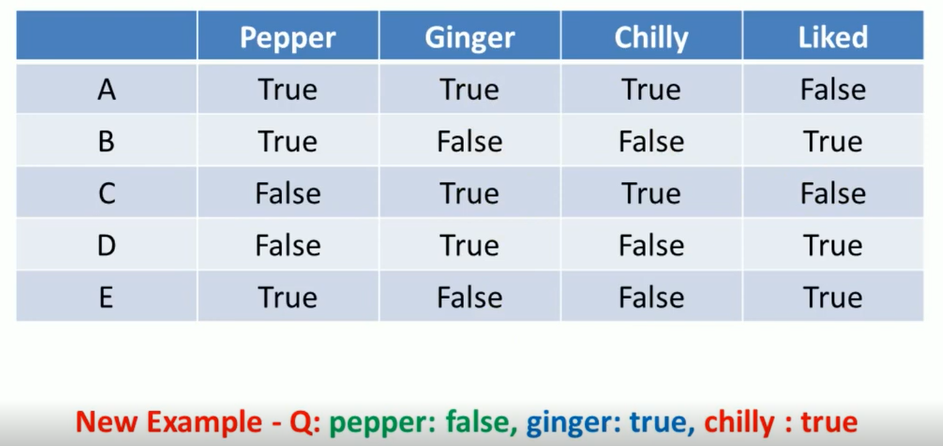 Pepper Ginger Chilly Liked
A True True True False
B True False False True
C False True True False
D False True False True
E True False False True
New Example - Q: pepper: false, ginger: true, chilly : true